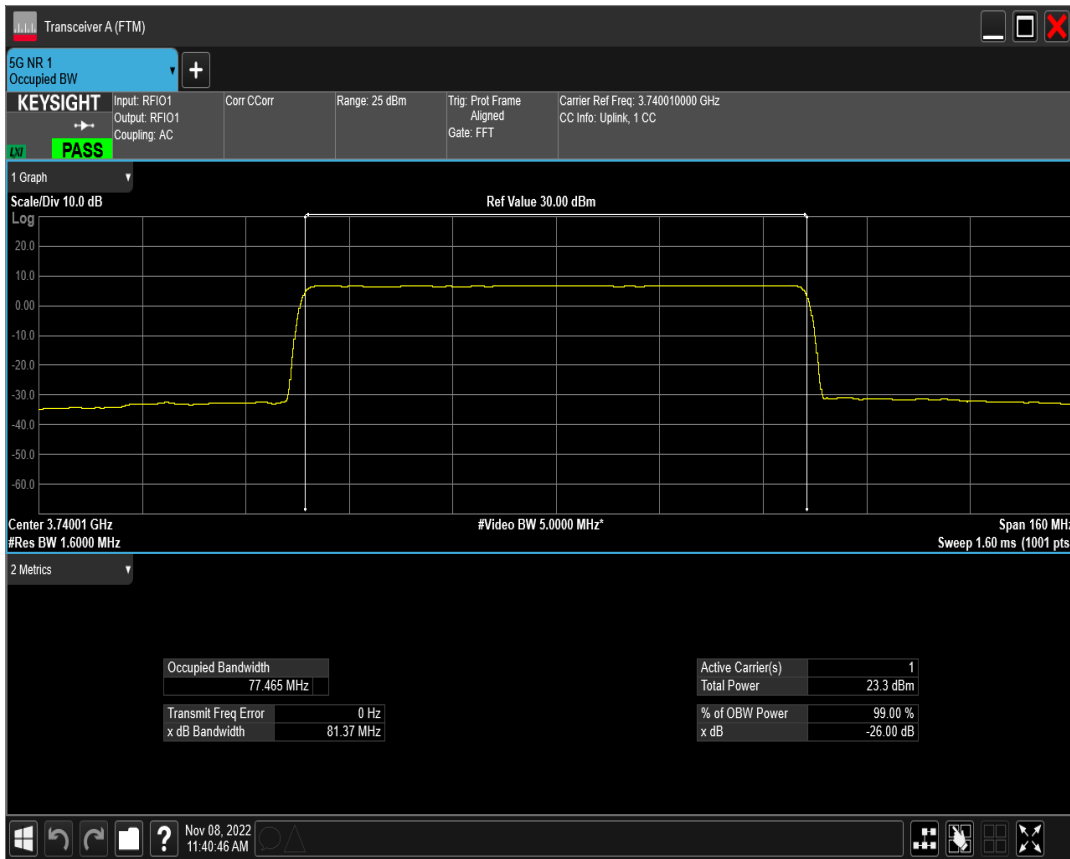 Transceiver A (FTM)
5G NR 1
Occupied BW
+
KEYSIGHT
LXI
PASS
Input: RFIO1
Output: RFIO1
Coupling: AC
Corr CCorr
Range: 25 dBm
Trig: Prot Frame
Aligned
Gate: FFT
Carrier Ref Freq: 3.740010000 GHz
CC Info: Uplink, 1 CC
1 Graph
Scale/Div 10.0 dB
Ref Value 30.00 dBm
Log
20.0
10.0
0.00
-10.0
-20.0
-30.0
-40.0
-50.0
-60.0
Center 3.74001 GHz
#Video BW 5.0000 MHz*
Span 160 MHz
#Res BW 1.6000 MHz
Sweep 1.60 ms (1001 pts
2 Metrics
Occupied Bandwidth
77.465 MHz
Transmit Freq Error 0 Hz
x dB Bandwidth 81.37 MHz
Active Carrier(s) 1
Total Power 23.3 dBm
% of OBW Power 99.00 %
x dB -26.00 dB
?
Nov 08, 2022
11:40:46 AM